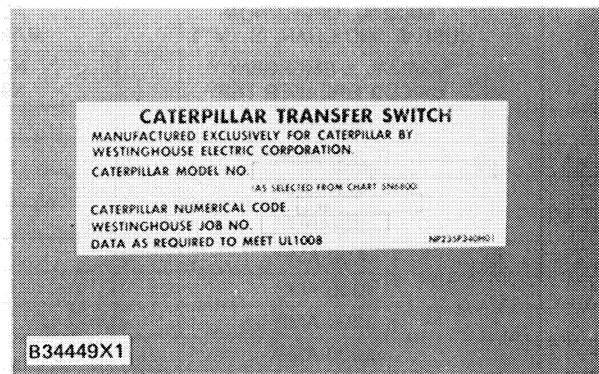 CATERPILLAR TRANSFER SWITCH
MANUFACTURED EXCLUSIVELY FOR CATERPILLAR BY
WESTINGHOUSE ELECTRIC CORPORATION.
CATERPILLAR MODEL NO.
(AS SELECTED FROM CHART 5N6800
CATERPILLAR NUMERICAL CODE
WESTINGHOUSE JOB NO.
DATA AS REQUIRED TO MEET UL1008
NP235P340H01
B34449X1